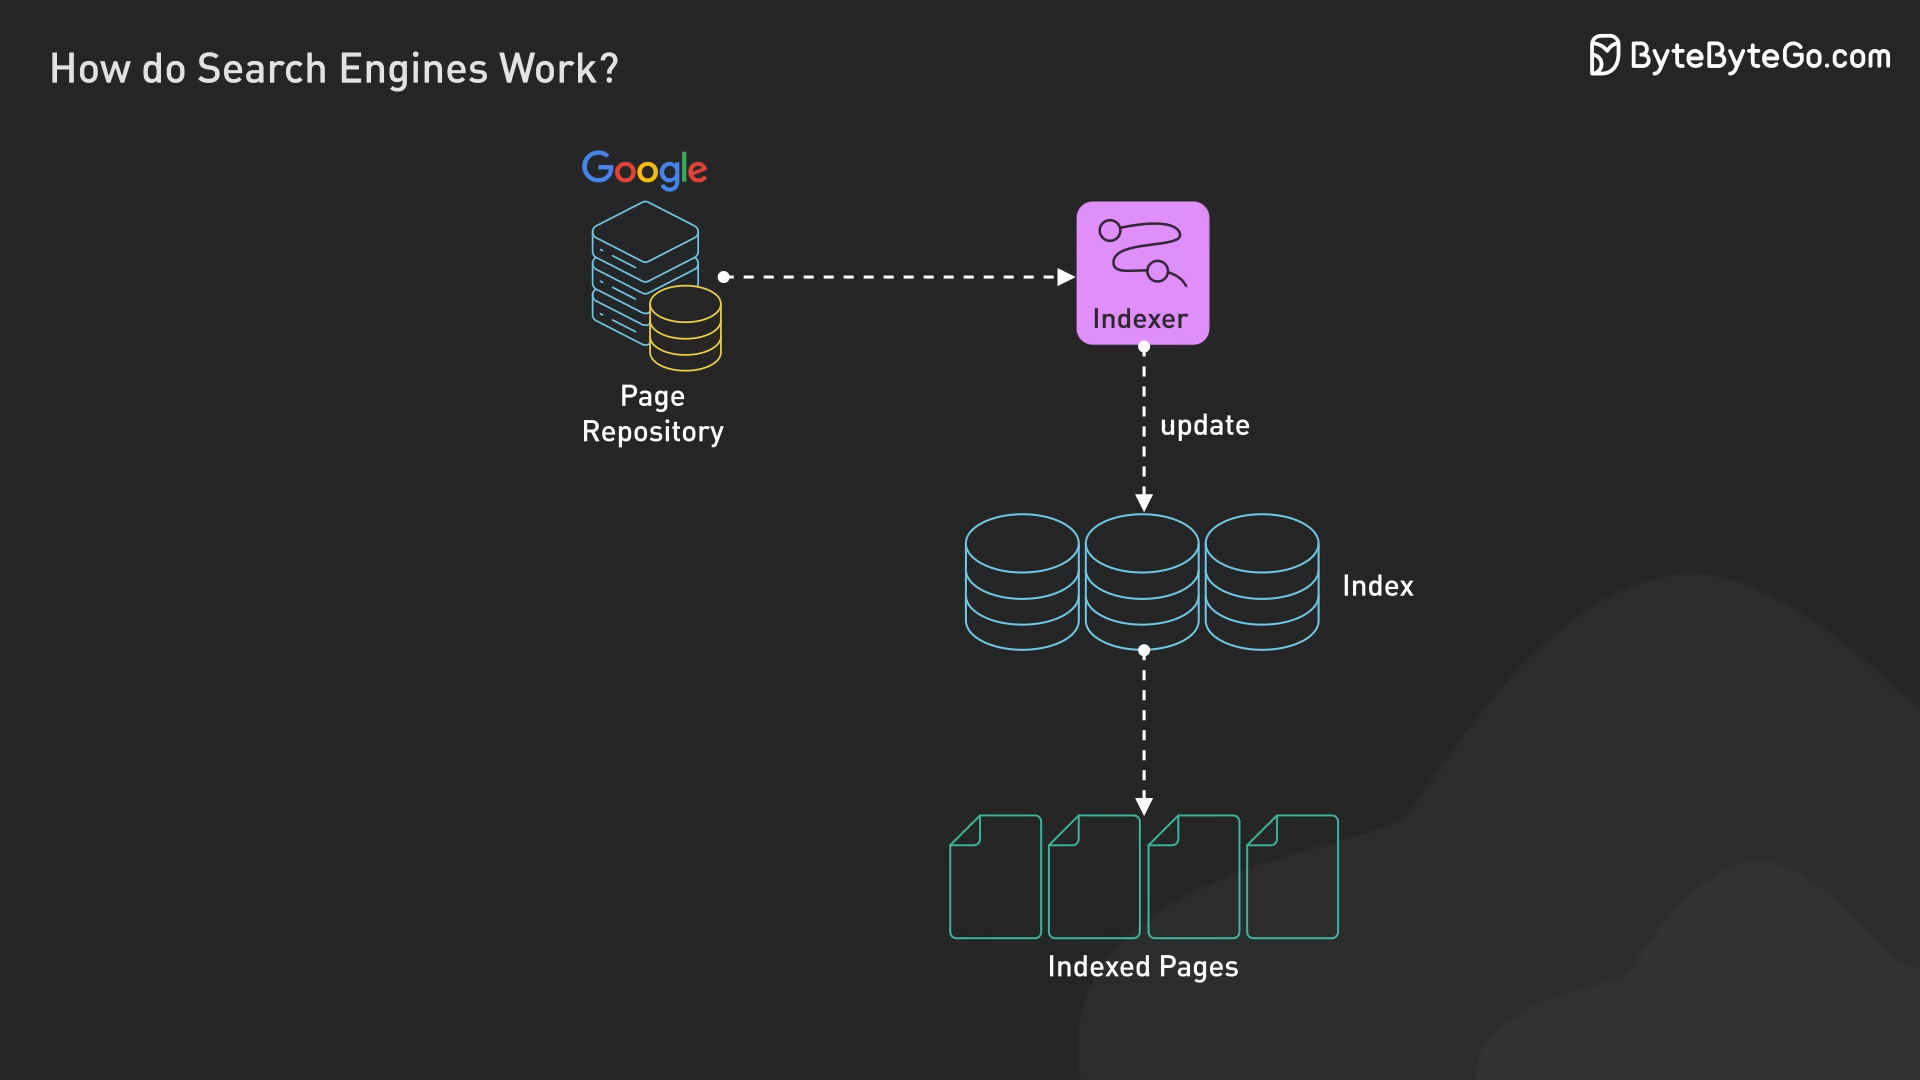 How do Search Engines Work?
ByteByteGo.com
Google
Indexer
Page
Repository
update
Index
Indexed Pages